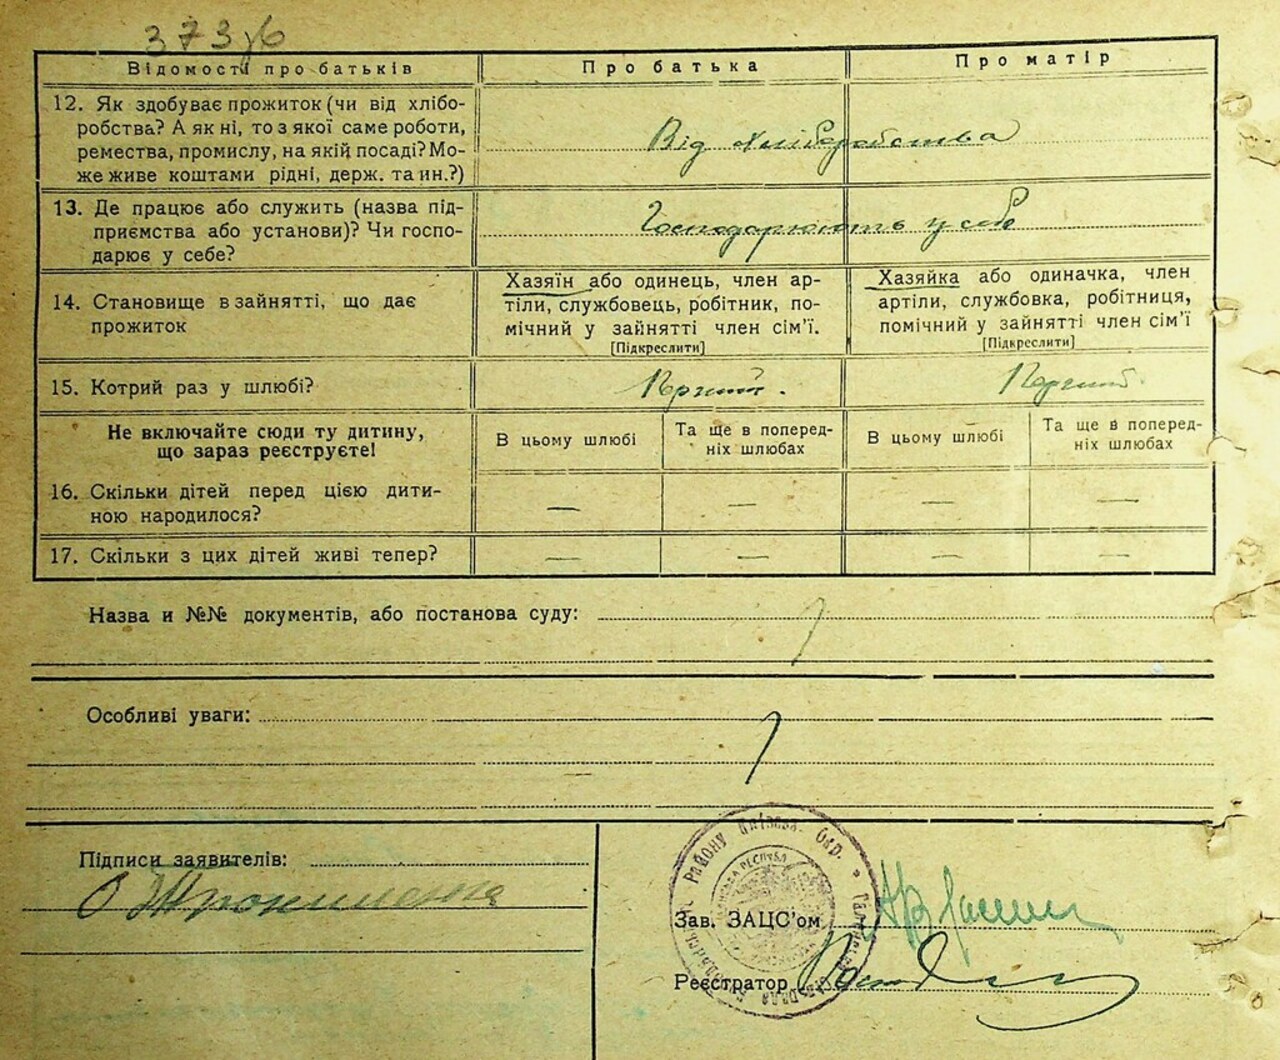 373
Відомості про батьків
Про батька
Про матір
12. Як здобуває прожиток (чи від хлібо-
робства? А як ні, то з якої саме роботи,
ремества, промислу, на якій посаді? Мо-
же живе коштами рідні, держ. та ин.?)
Від хліборобства
13. Де працює або служить (назва під-
приємства або установи)? Чи госпо-
дарює у себе?
Господарюють у себе
14. Становище в зайнятті, що дає
прожиток
Хазяїн або одинець, член ар-
тіли, службовець, робітник, по-
мічний у зайнятті член сім'ї.
[Підкреслити]
Хазяйка або одиначка, член
артіли, службовка, робітниця,
помічний у зайнятті член сім'ї
[Підкреслити]
15. Котрий раз у шлюбі?
Перший.
Перший.
Не включайте сюди ту дитину,
що зараз реєструєте!
В цьому шлюбі
Та ще в поперед-
ніх шлюбах
В цьому шлюбі
Та ще в поперед-
ніх шлюбах
16. Скільки дітей перед цією дити-
ною народилося?
— — — —
17. Скільки з цих дітей живі тепер?
— — — —
Назва и №№ документів, або постанова суду:
Особливі уваги:
Підписи заявителів:
Зав. ЗАЦС'ом
Реєстратор
РАЙОНУ